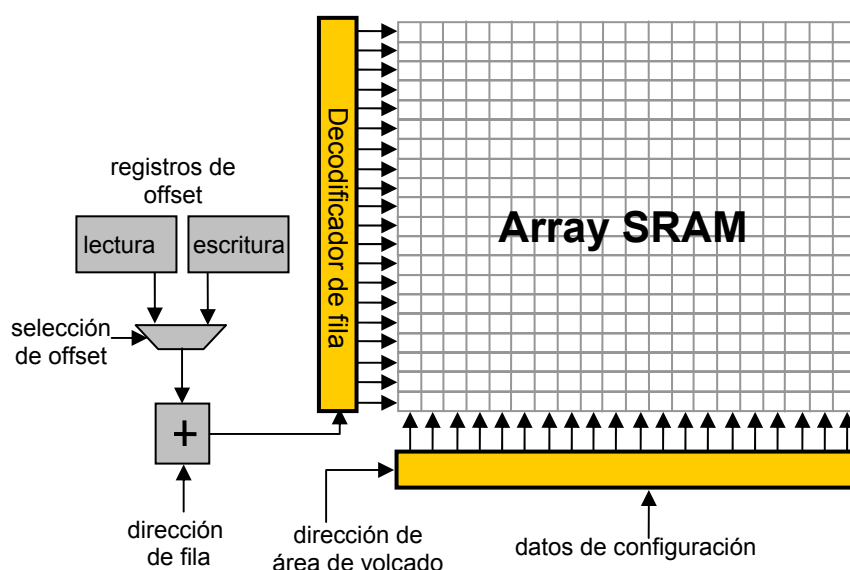 registros de
offset
lectura
escritura
selección
de offset
+
dirección
de fila
Decodificador de fila
Array SRAM
dirección de
área de volcado
datos de configuración